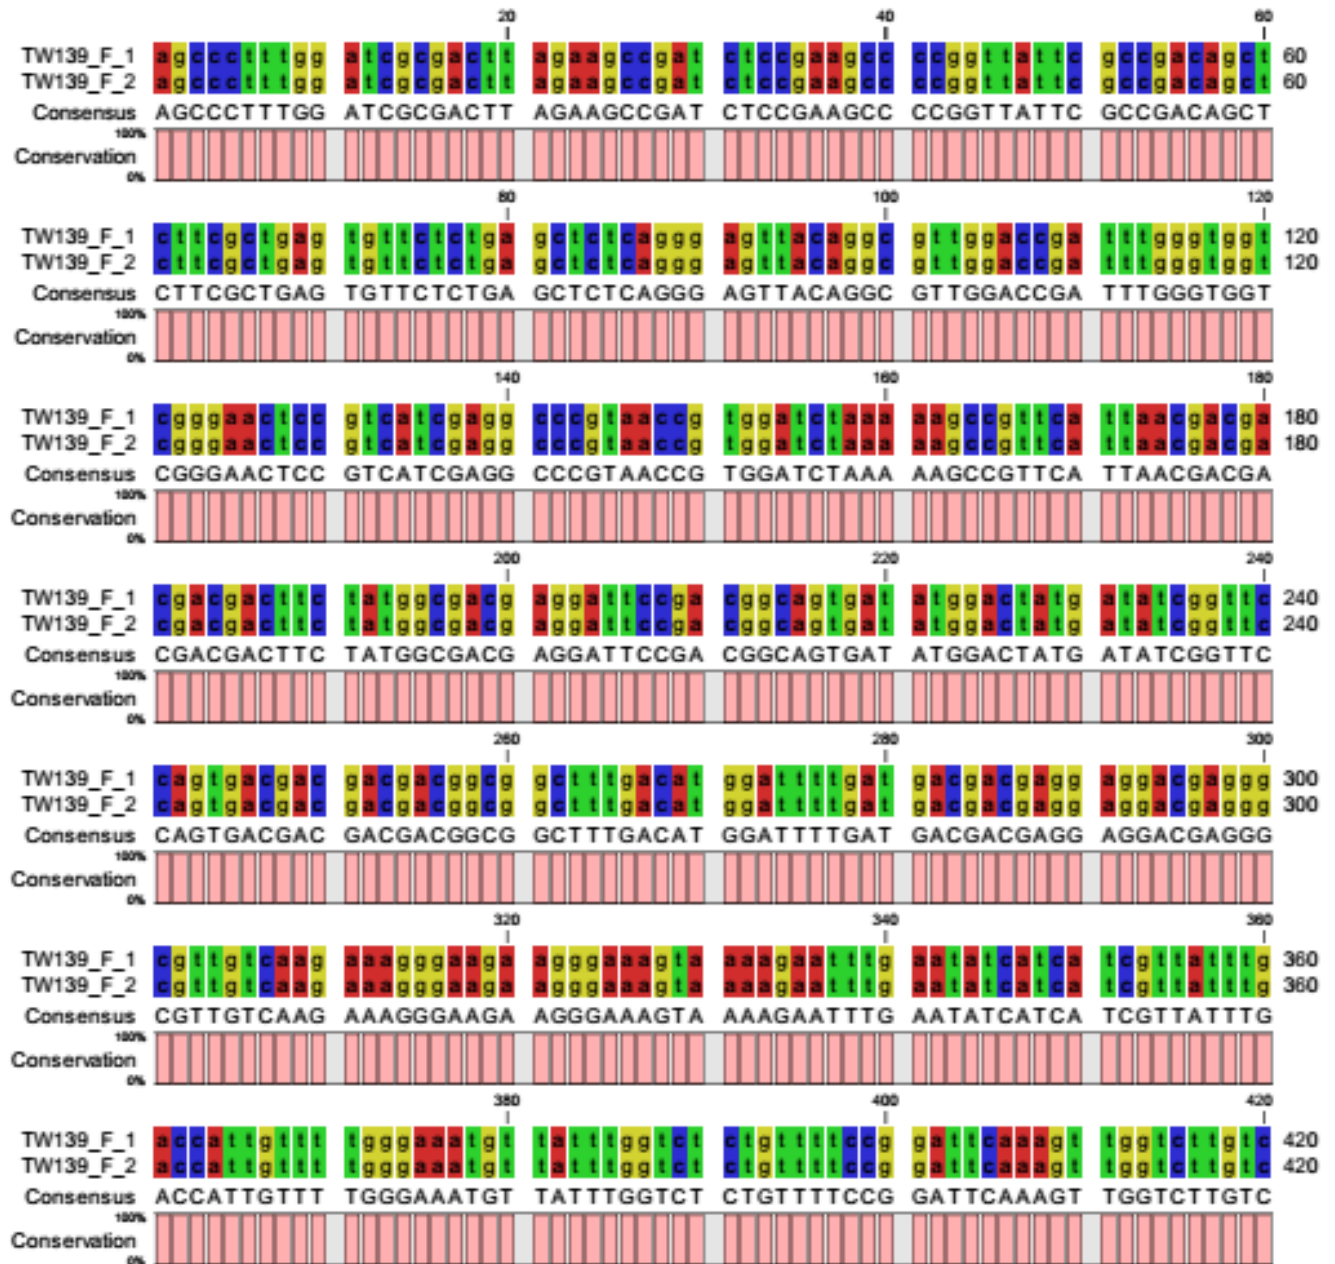 20 40 60
TW139_F_1 agccctttgg atcgcgactt agaagccgat ctccgaagcc ccggttattc gccgacagct 60
TW139_F_2 agccctttgg atcgcgactt agaagccgat ctccgaagcc ccggttattc gccgacagct 60
Consensus AGCCCTTTGG ATCGCGACTT AGAAGCCGAT CTCCGAAGCC CCGGTTATTC GCCGACAGCT
100%
Conservation
0%
80 100 120
TW139_F_1 cttcgctgag tgttctctga gctctcaggg agttacaggc gttggaccga tttgggtggt 120
TW139_F_2 cttcgctgag tgttctctga gctctcaggg agttacaggc gttggaccga tttgggtggt 120
Consensus CTTCGCTGAG TGTTCTCTGA GCTCTCAGGG AGTTACAGGC GTTGGACCGA TTTGGGTGGT
100%
Conservation
0%
140 160 180
TW139_F_1 cgggaactcc gtcatcgagg cccgtaaccg tggatctaaa aagccgttca ttaacgacga 180
TW139_F_2 cgggaactcc gtcatcgagg cccgtaaccg tggatctaaa aagccgttca ttaacgacga 180
Consensus CGGGAACTCC GTCATCGAGG CCCGTAACCG TGGATCTAAA AAGCCGTTCA TTAACGACGA
100%
Conservation
0%
200 220 240
TW139_F_1 cgacgacttc tatggcgacg aggattccga cggcagtgat atggactatg atatcggttc 240
TW139_F_2 cgacgacttc tatggcgacg aggattccga cggcagtgat atggactatg atatcggttc 240
Consensus CGACGACTTC TATGGCGACG AGGATTCCGA CGGCAGTGAT ATGGACTATG ATATCGGTTC
100%
Conservation
0%
260 280 300
TW139_F_1 cagtgacgac gacgacggcg gctttgacat ggattttgat gacgacgagg aggacgaggg 300
TW139_F_2 cagtgacgac gacgacggcg gctttgacat ggattttgat gacgacgagg aggacgaggg 300
Consensus CAGTGACGAC GACGACGGCG GCTTTGACAT GGATTTTGAT GACGACGAGG AGGACGAGGG
100%
Conservation
0%
320 340 360
TW139_F_1 cgttgtcaag aaagggaaga agggaaagta aaagaatttg aatatcatca tcgttatttg 360
TW139_F_2 cgttgtcaag aaagggaaga agggaaagta aaagaatttg aatatcatca tcgttatttg 360
Consensus CGTTGTCAAG AAAGGGAAGA AGGGAAAGTA AAAGAATTTG AATATCATCA TCGTTATTTG
100%
Conservation
0%
380 400 420
TW139_F_1 accattgttt tgggaaatgt tatttggtct ctgttttccg gattcaaagt tggtcttgtc 420
TW139_F_2 accattgttt tgggaaatgt tatttggtct ctgttttccg gattcaaagt tggtcttgtc 420
Consensus ACCATTGTTT TGGGAAATGT TATTTGGTCT CTGTTTTCCG GATTCAAAGT TGGTCTTGTC
100%
Conservation
0%